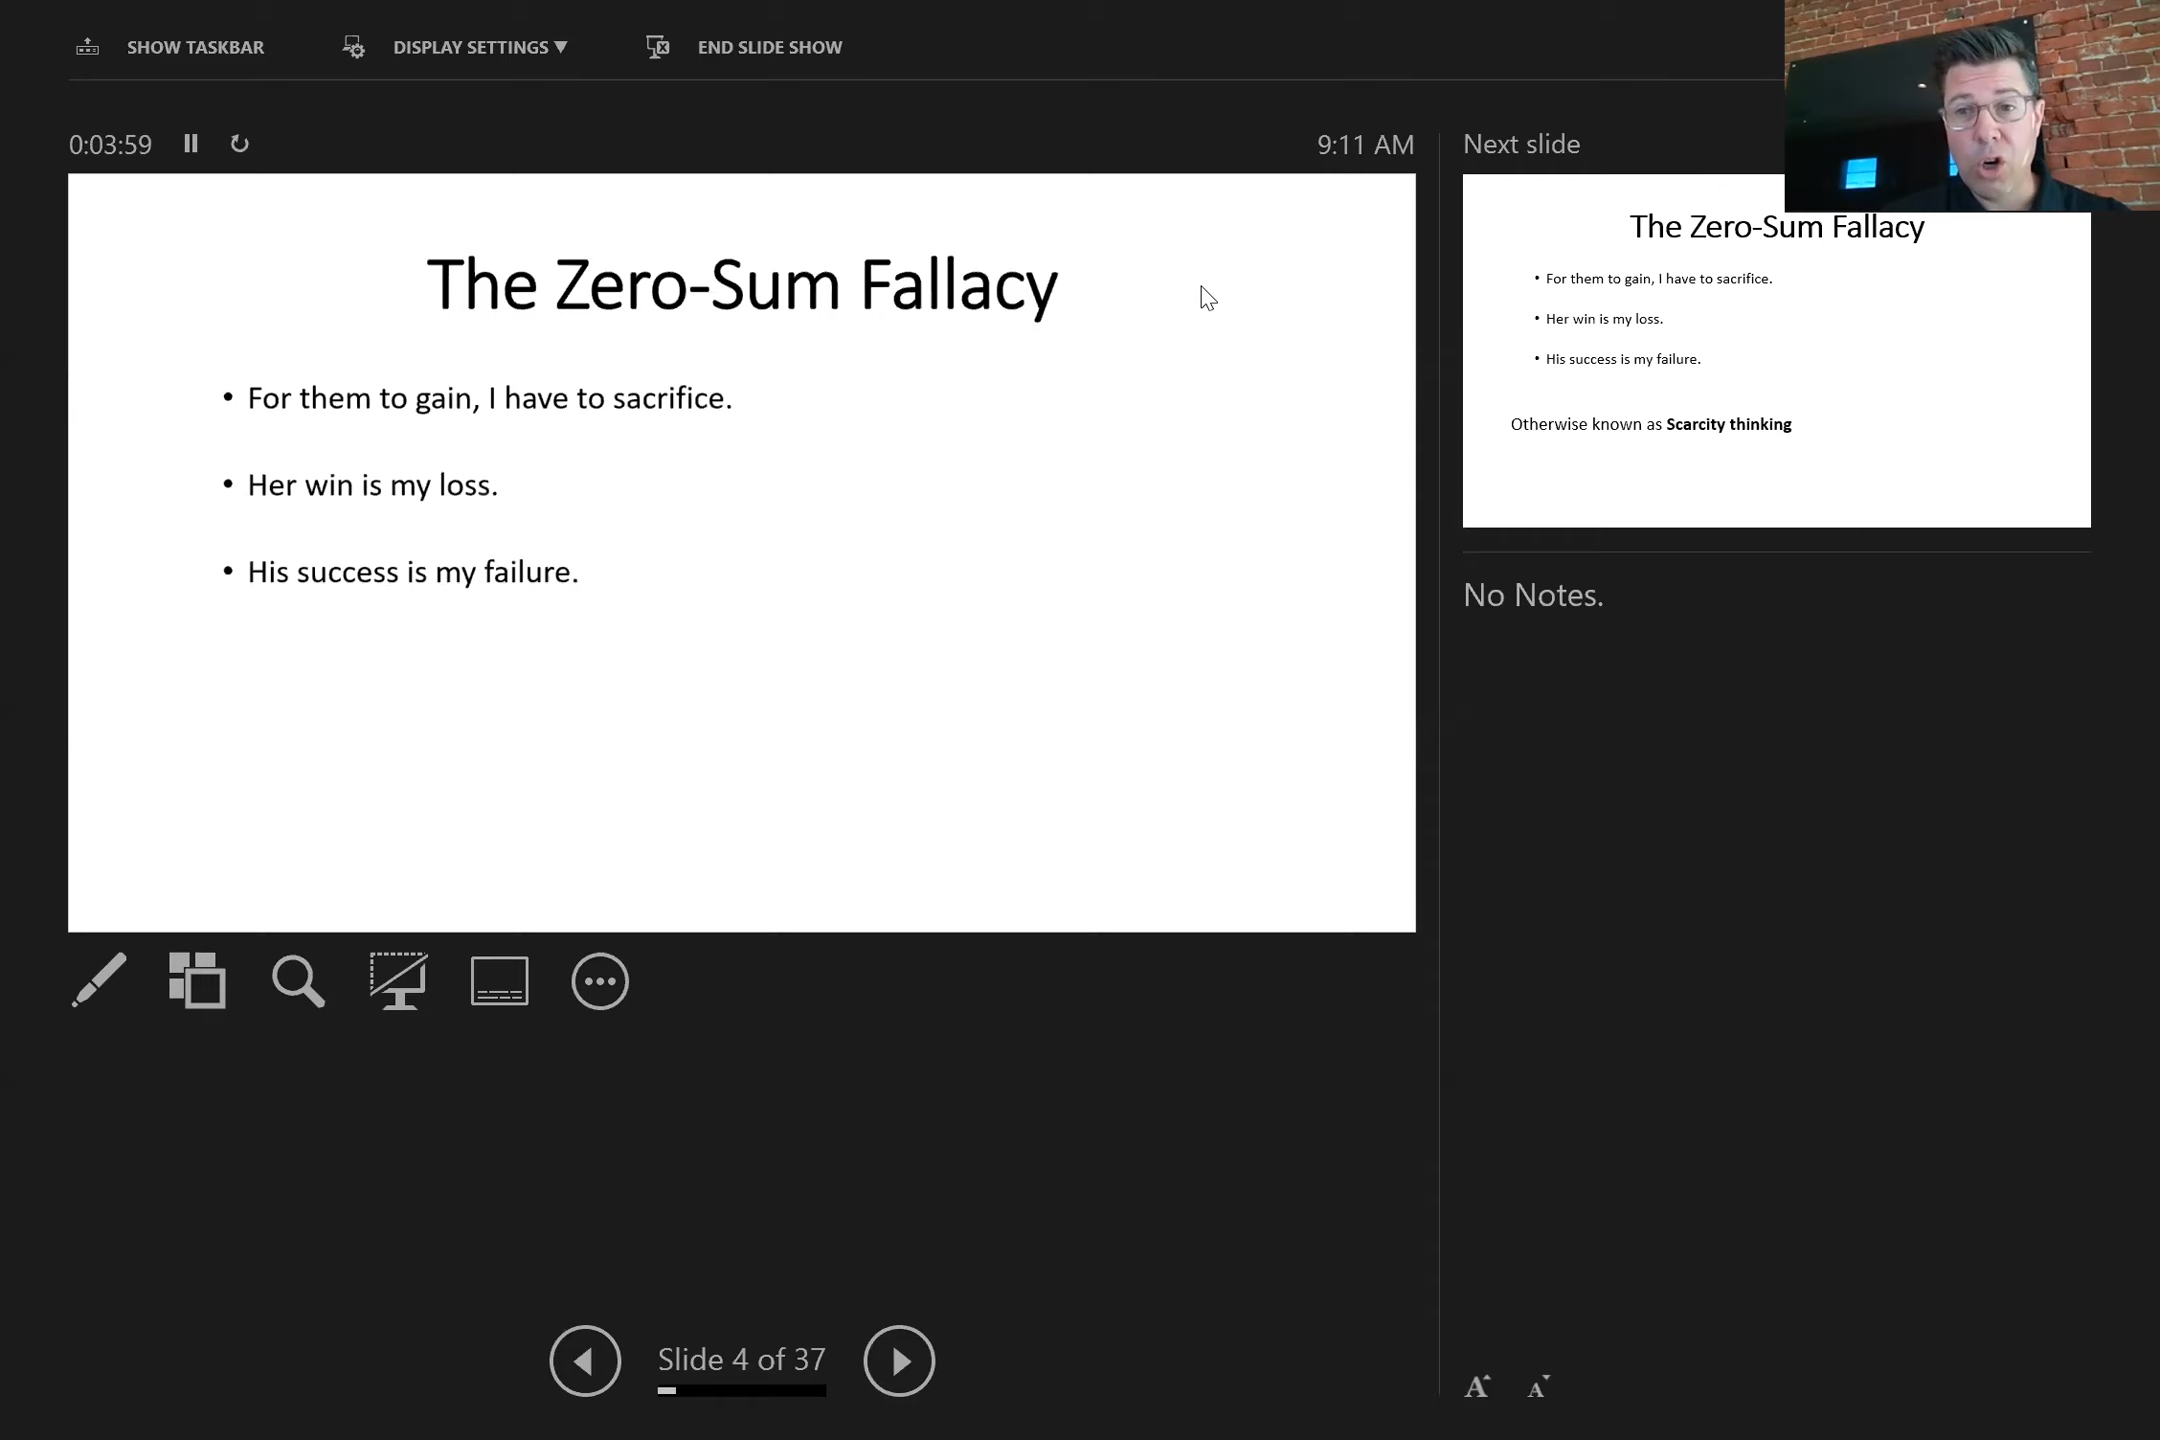 SHOW TASKBAR
DISPLAY SETTINGS ▼
END SLIDE SHOW
0:03:59
9:11 AM
The Zero-Sum Fallacy
• For them to gain, I have to sacrifice.
• Her win is my loss.
• His success is my failure.
Next slide
The Zero-Sum Fallacy
• For them to gain, I have to sacrifice.
• Her win is my loss.
• His success is my failure.
Otherwise known as Scarcity thinking
No Notes.
Slide 4 of 37
A A